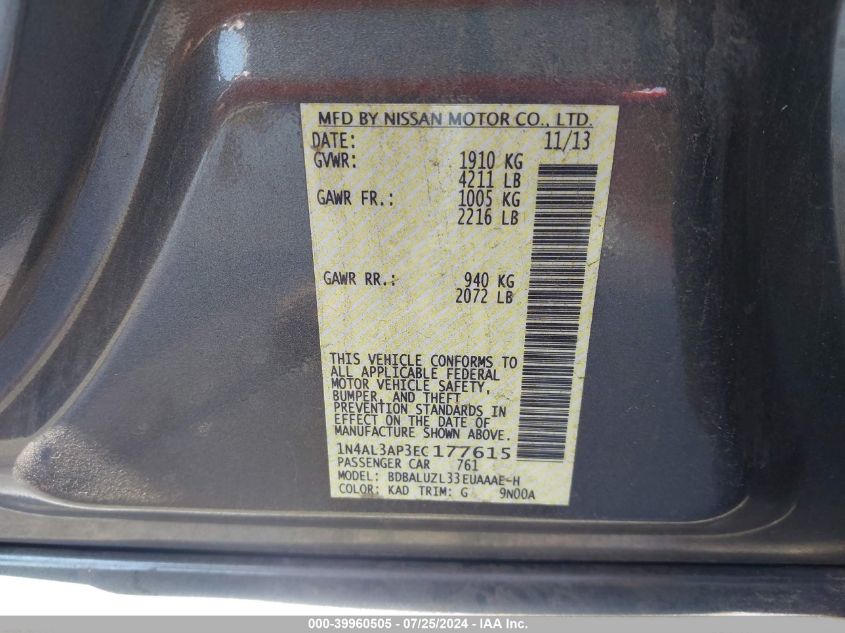 MFD BY NISSAN MOTOR CO., LTD.
DATE: 11/13
GVWR: 1910 KG
4211 LB
GAWR FR.: 1005 KG
2216 LB
GAWR RR.: 940 KG
2072 LB
THIS VEHICLE CONFORMS TO
ALL APPLICABLE FEDERAL
MOTOR VEHICLE SAFETY,
BUMPER, AND THEFT
PREVENTION STANDARDS IN
EFFECT ON THE DATE OF
MANUFACTURE SHOWN ABOVE.
1N4AL3AP3EC177615
PASSENGER CAR 761
MODEL: BDBALUZL33EUAAAE-H
COLOR: KAD TRIM: G 9N00A
000-39960505 - 07/25/2024 - IAA Inc.